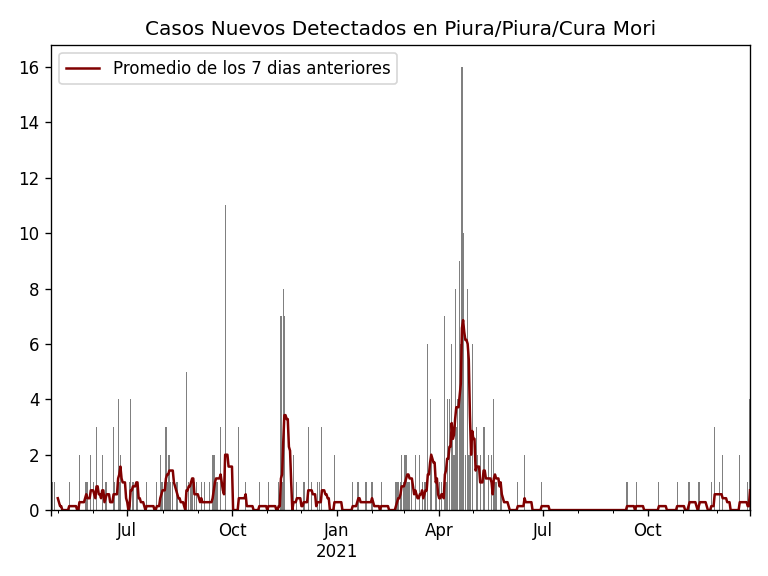 Casos Nuevos Detectados en Piura/Piura/Cura Mori
Promedio de los 7 dias anteriores
16
14
12
10
8
6
4
2
0
Jul
Oct
Jan
2021
Apr
Jul
Oct